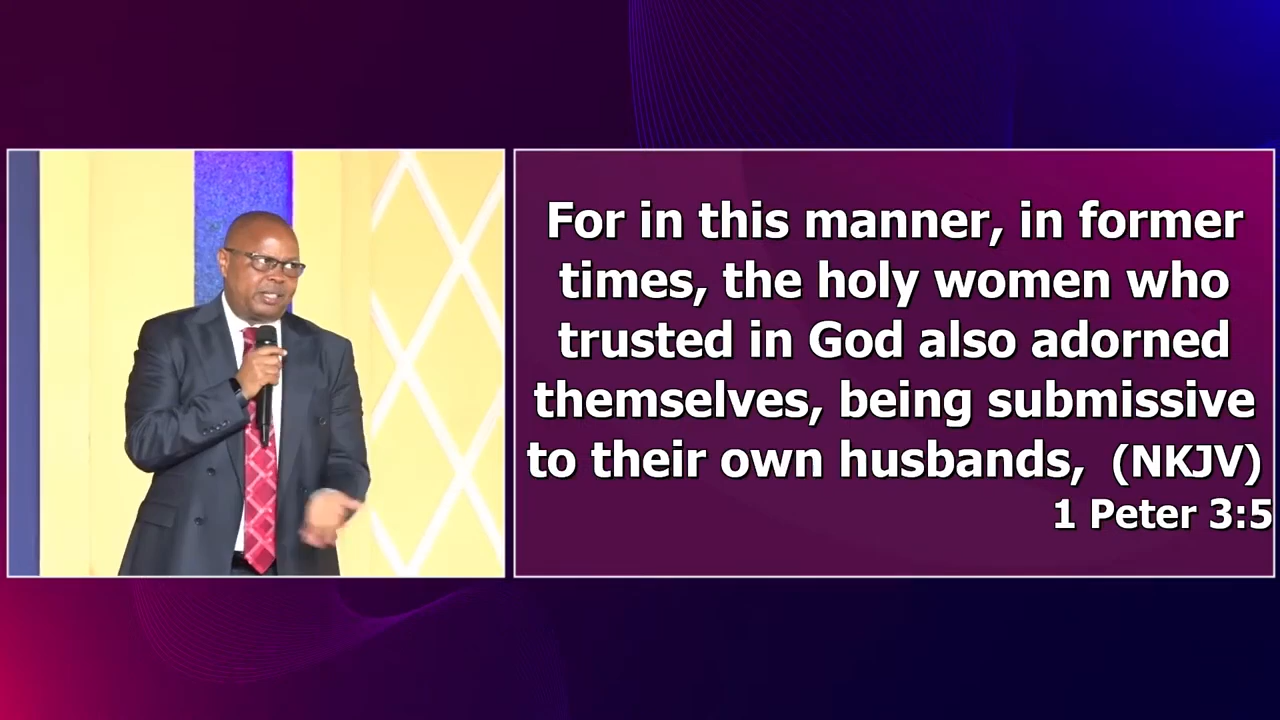 For in this manner, in former
times, the holy women who
trusted in God also adorned
themselves, being submissive
to their own husbands, (NKJV)
1 Peter 3:5